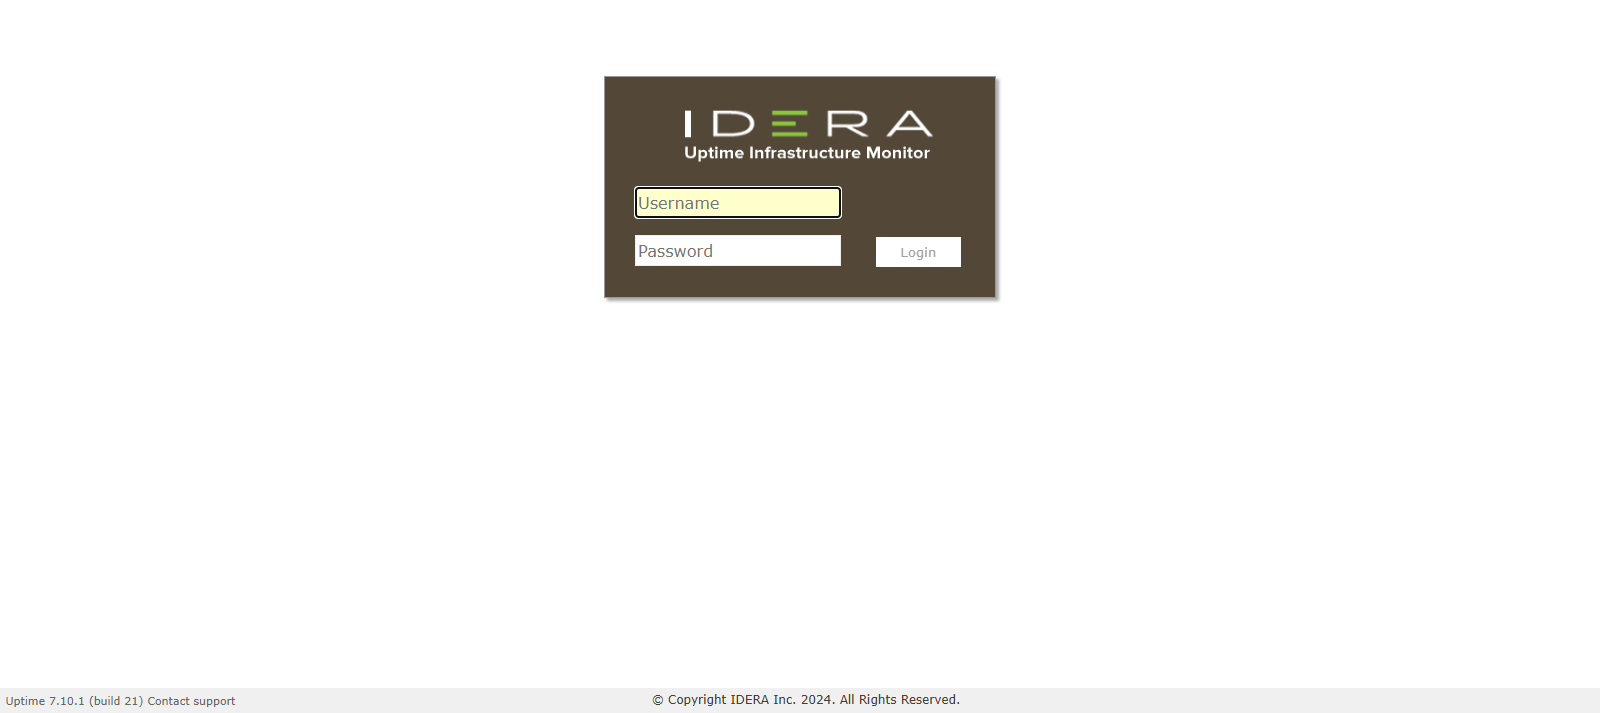 IDERA
Uptime Infrastructure Monitor
Username
Password
Login
Uptime 7.10.1 (build 21) Contact support
© Copyright IDERA Inc. 2024. All Rights Reserved.